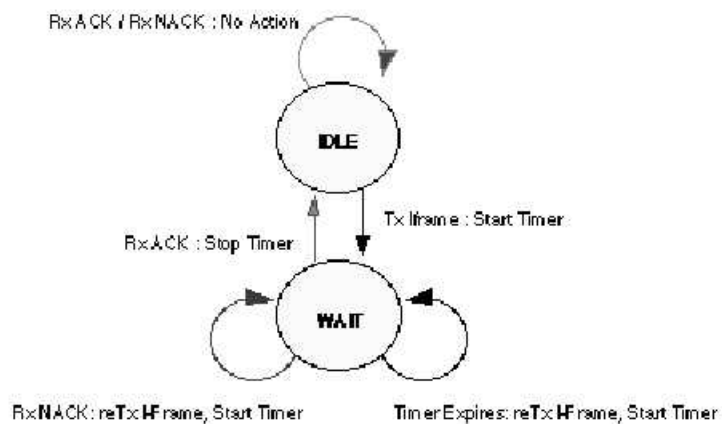 RxACK / RxNACK : No Action
IDLE
Tx Iframe : Start Timer
RxACK : Stop Timer
WAIT
RxNACK: reTx I-Frame, Start Timer
Timer Expires: reTx I-Frame, Start Timer